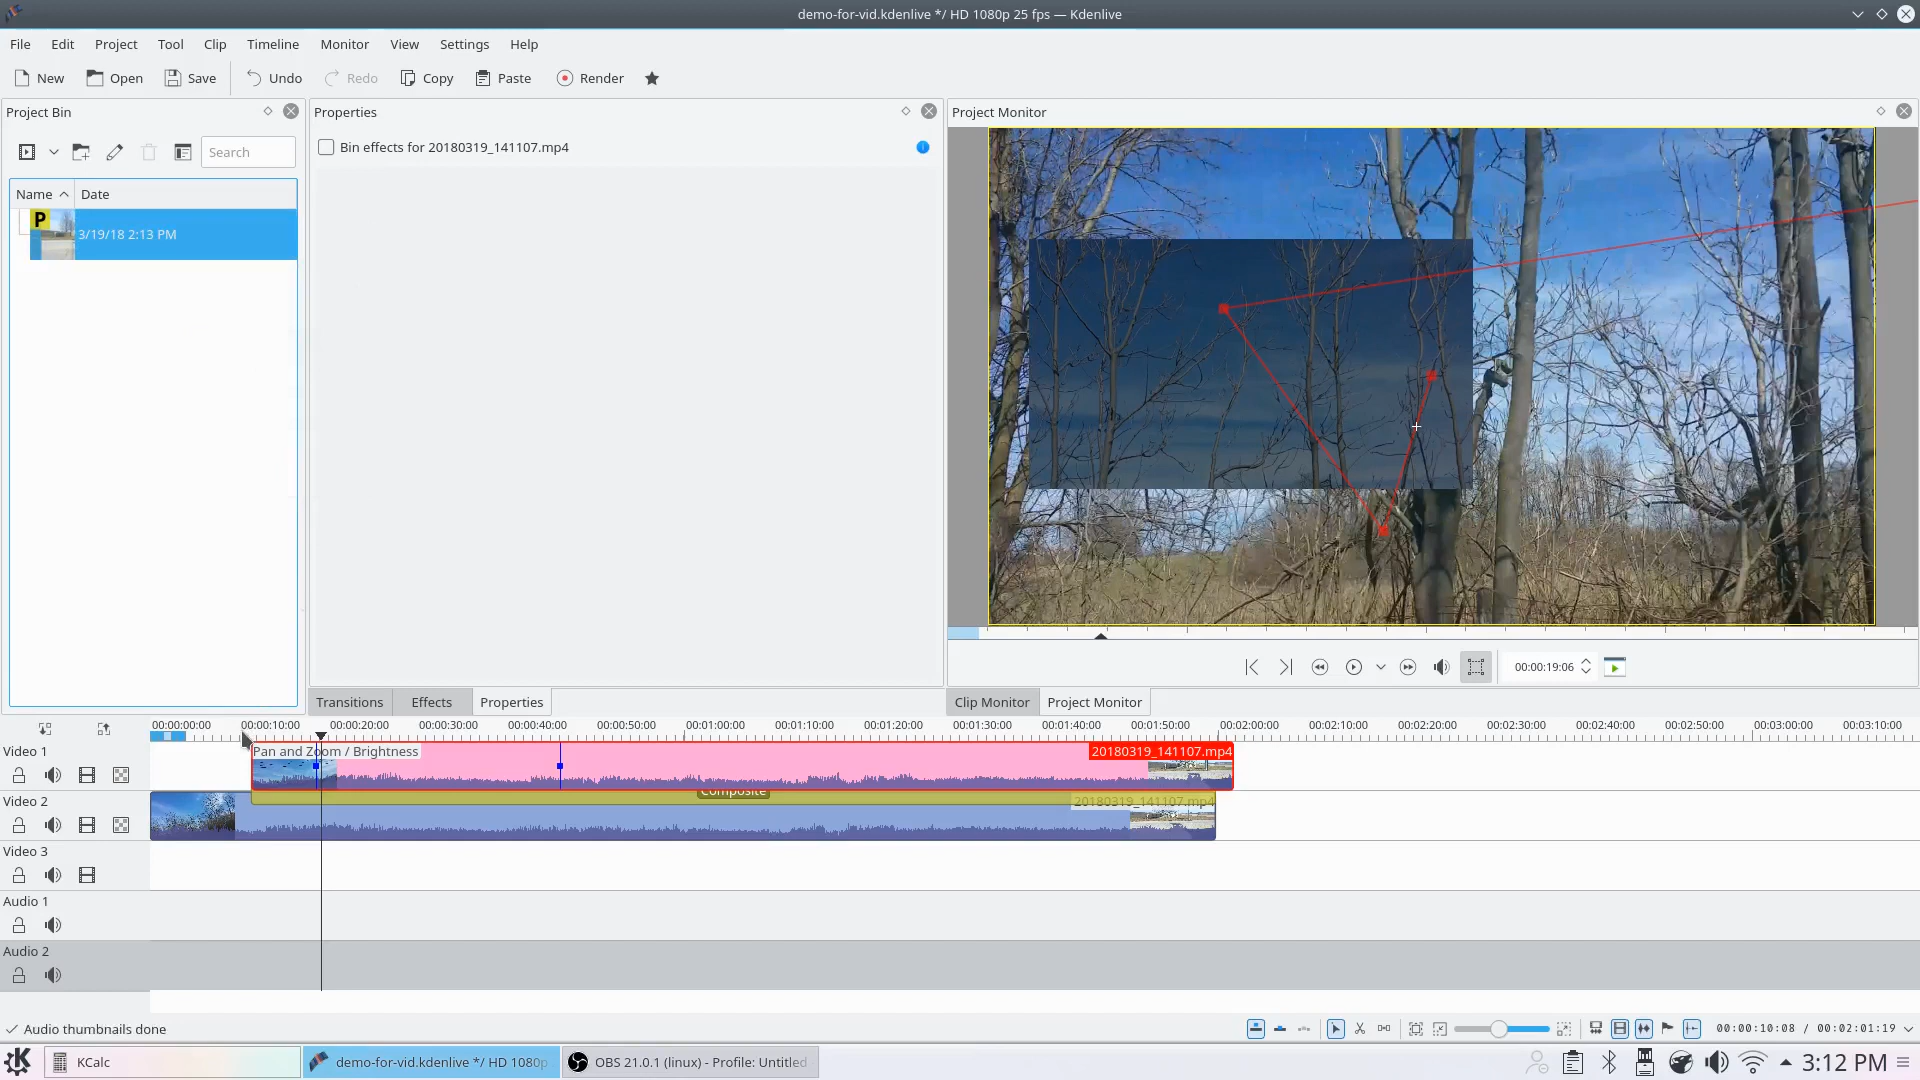 demo-for-vid.kdenlive */ HD 1080p 25 fps — Kdenlive
File Edit Project Tool Clip Timeline Monitor View Settings Help
New Open Save Undo Redo Copy Paste Render
Project Bin
Search
Name Date
P
3/19/18 2:13 PM
Properties
Bin effects for 20180319_141107.mp4
Project Monitor
00:00:19:06
Transitions Effects Properties
Clip Monitor Project Monitor
00:00:00:00 00:00:10:00 00:00:20:00 00:00:30:00 00:00:40:00 00:00:50:00 00:01:00:00 00:01:10:00 00:01:20:00 00:01:30:00 00:01:40:00 00:01:50:00 00:02:00:00 00:02:10:00 00:02:20:00 00:02:30:00 00:02:40:00 00:02:50:00 00:03:00:00 00:03:10:00
Video 1
Pan and Zoom / Brightness
20180319_141107.mp4
Video 2
Composite
20180319_141107.mp4
Video 3
Audio 1
Audio 2
Audio thumbnails done
00:00:10:08 / 00:02:01:19
KCalc
demo-for-vid.kdenlive */ HD 1080p
OBS 21.0.1 (linux) - Profile: Untitled
3:12 PM